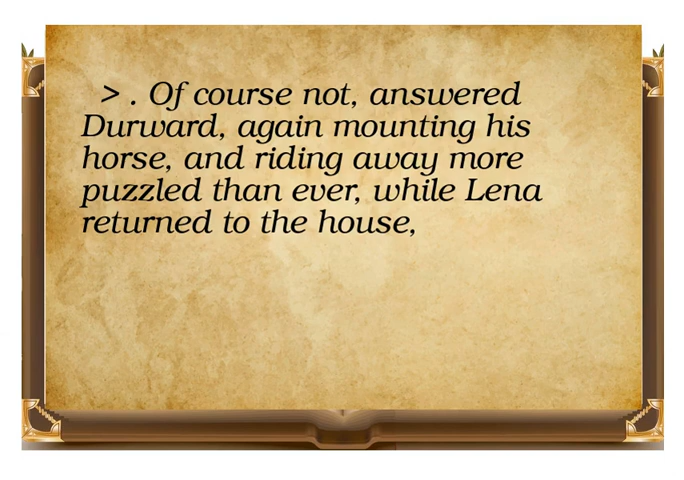 > . Of course not, answered
Durward, again mounting his
horse, and riding away more
puzzled than ever, while Lena
returned to the house,